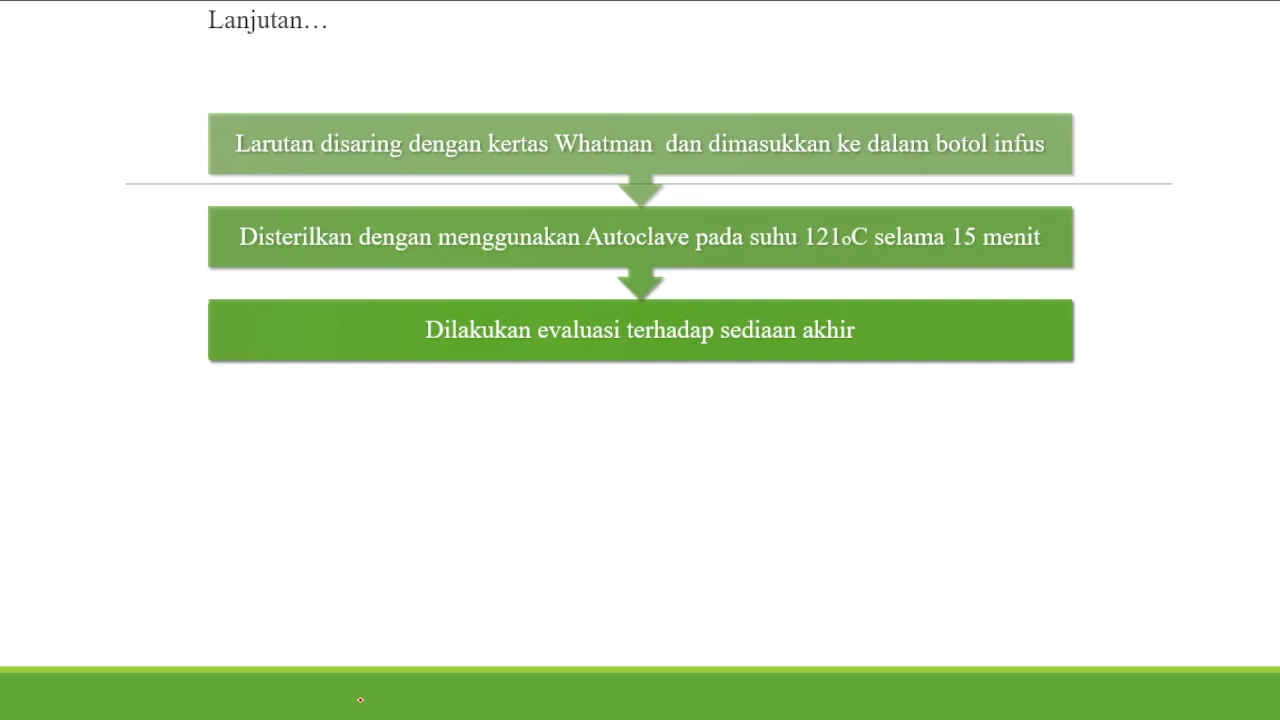 Lanjutan…
Larutan disaring dengan kertas Whatman  dan dimasukkan ke dalam botol infus
Disterilkan dengan menggunakan Autoclave pada suhu 121oC selama 15 menit
Dilakukan evaluasi terhadap sediaan akhir